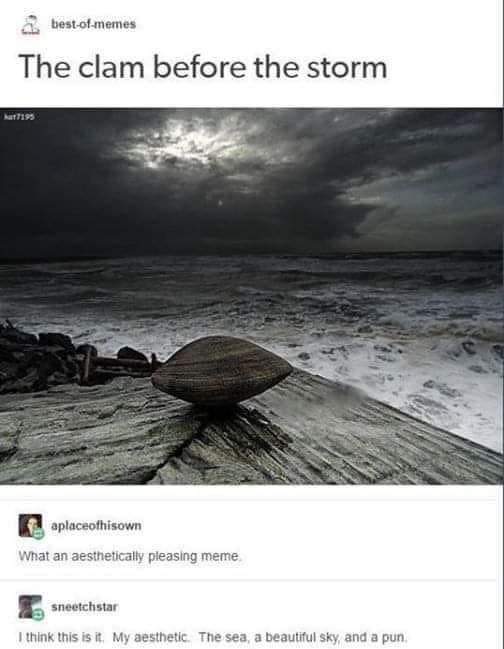 best-of-memes
The clam before the storm
kat7195
aplaceofhisown
What an aesthetically pleasing meme.
sneetchstar
I think this is it. My aesthetic. The sea, a beautiful sky, and a pun.